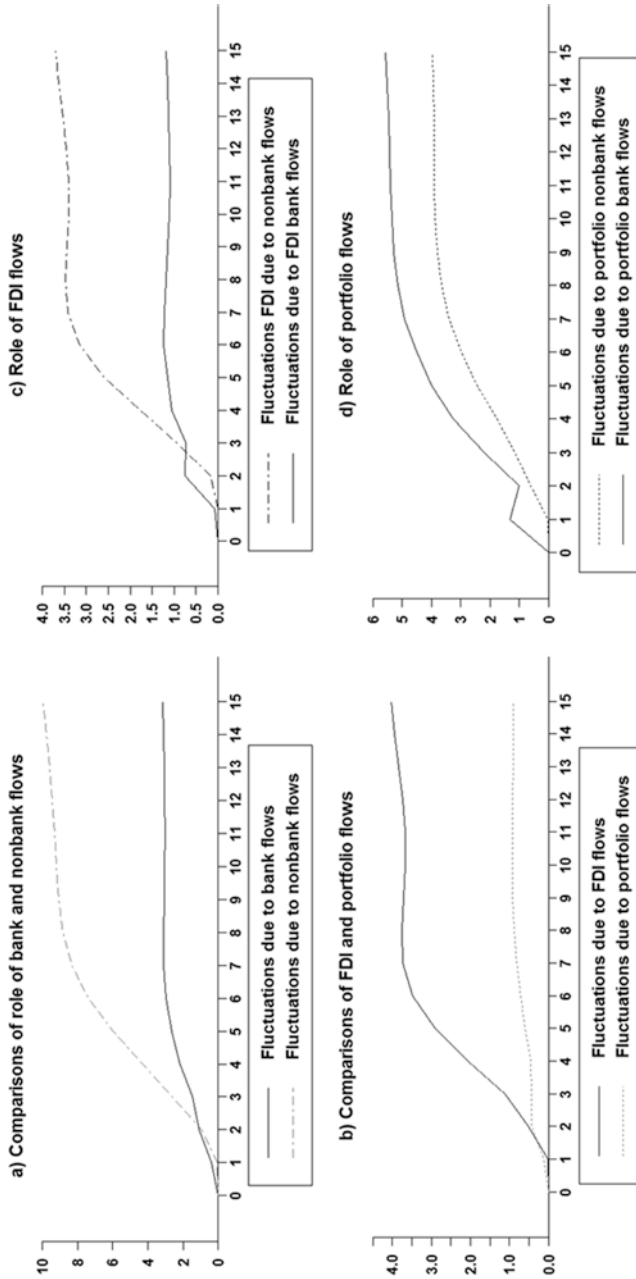 a) Comparisons of role of bank and nonbank flows
10
8
6
4
2
0
0 1 2 3 4 5 6 7 8 9 10 11 12 13 14 15
Fluctuations due to bank flows
Fluctuations due to nonbank flows
b) Comparisons of FDI and portfolio flows
4.0
3.0
2.0
1.0
0.0
0 1 2 3 4 5 6 7 8 9 10 11 12 13 14 15
Fluctuations due to FDI flows
Fluctuations due to portfolio flows
c) Role of FDI flows
4.0
3.5
3.0
2.5
2.0
1.5
1.0
0.5
0.0
0 1 2 3 4 5 6 7 8 9 10 11 12 13 14 15
Fluctuations FDI due to nonbank flows
Fluctuations due to FDI bank flows
d) Role of portfolio flows
6
5
4
3
2
1
0
0 1 2 3 4 5 6 7 8 9 10 11 12 13 14 15
Fluctuations due to portfolio nonbank flows
Fluctuations due to portfolio bank flows